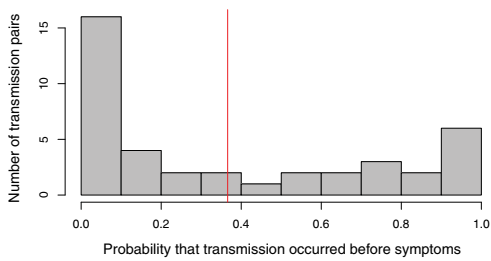 Number of transmission pairs
15
10
5
0
0.0 0.2 0.4 0.6 0.8 1.0
Probability that transmission occurred before symptoms